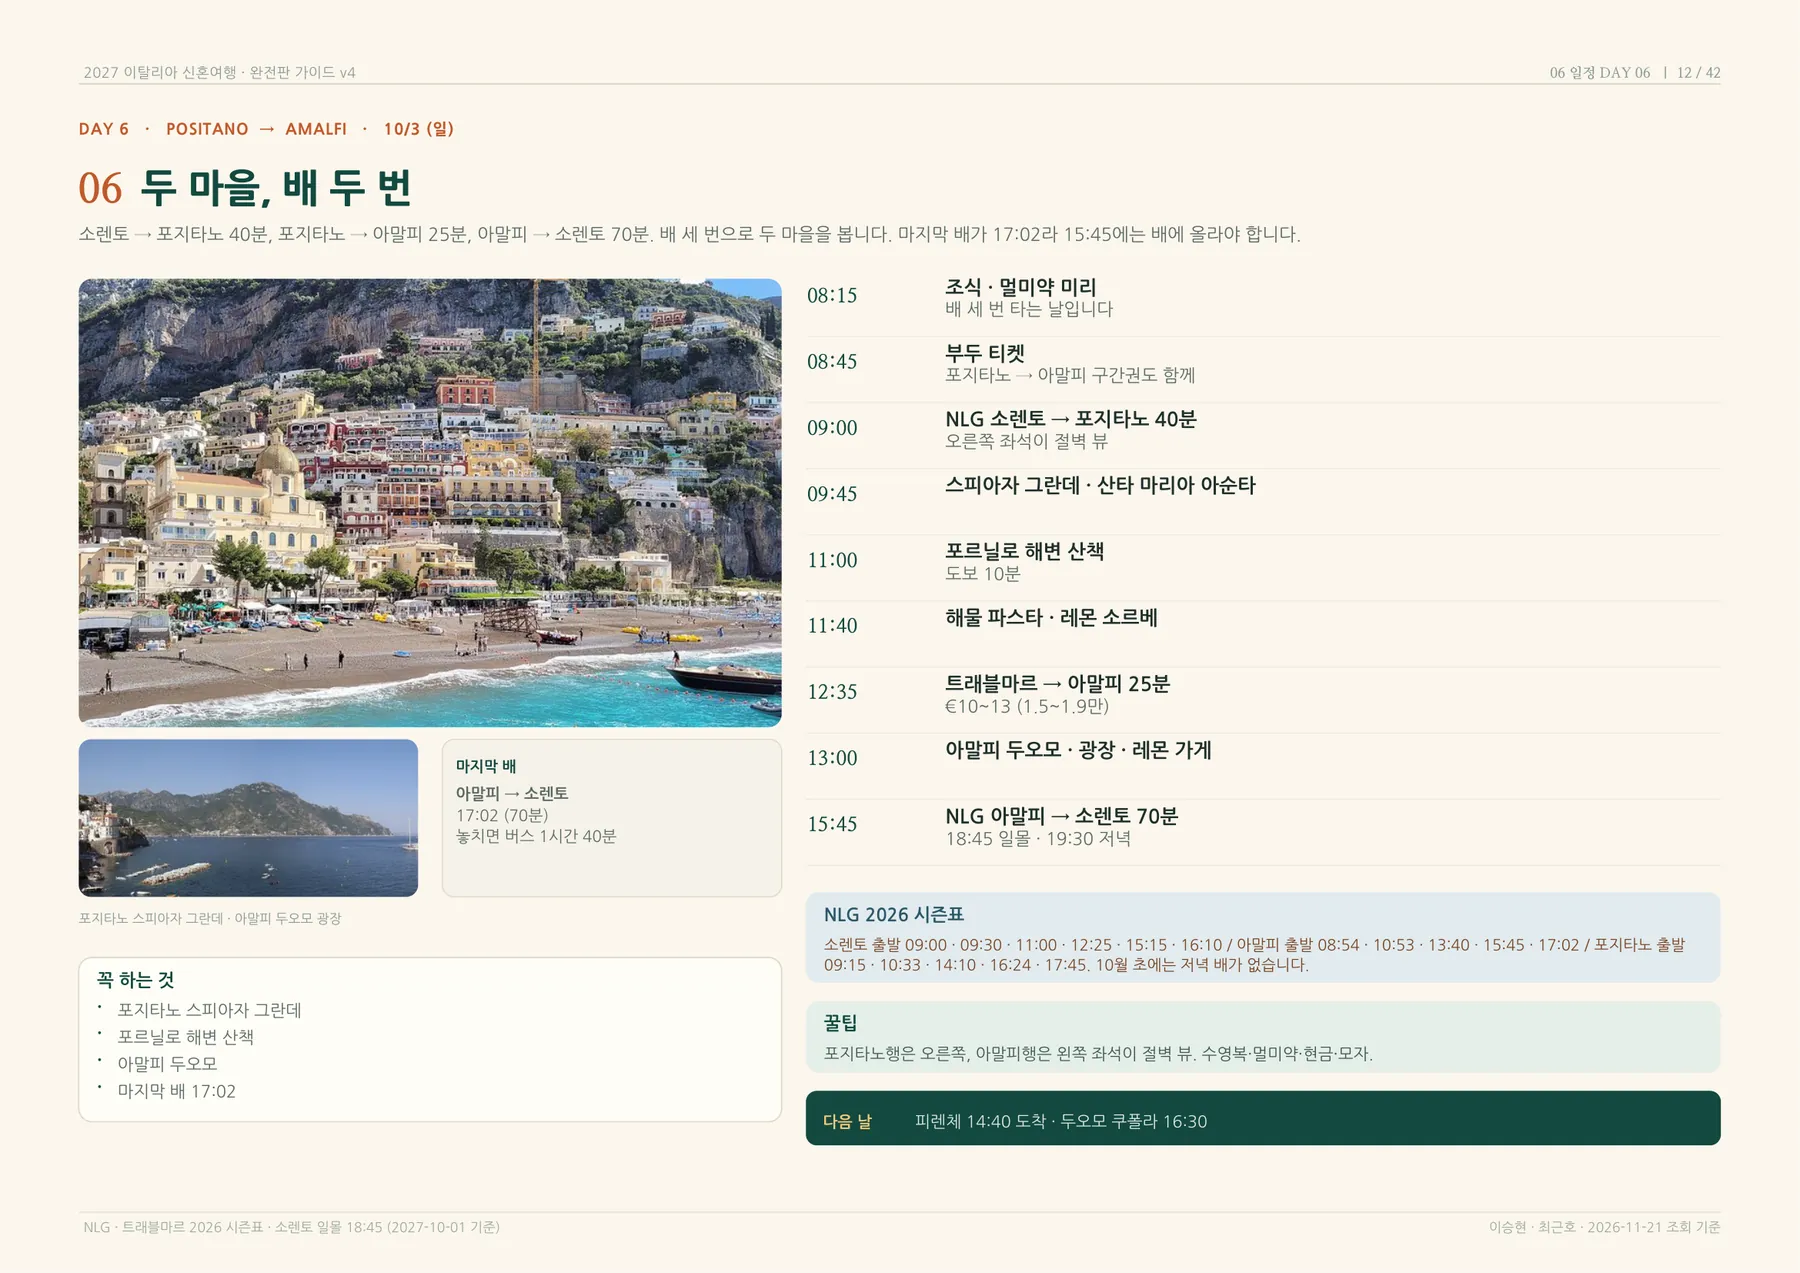 2027 이탈리아 신혼여행 · 완전판 가이드 v4
06 일정 DAY 06 | 12 / 42
DAY 6 · POSITANO → AMALFI · 10/3 (일)
06 두 마을, 배 두 번
소렌토 → 포지타노 40분, 포지타노 → 아말피 25분, 아말피 → 소렌토 70분. 배 세 번으로 두 마을을 봅니다. 마지막 배가 17:02라 15:45에는 배에 올라야 합니다.
마지막 배
아말피 → 소렌토
17:02 (70분)
놓치면 버스 1시간 40분
포지타노 스피아자 그란데 · 아말피 두오모 광장
꼭 하는 것
· 포지타노 스피아자 그란데
· 포르닐로 해변 산책
· 아말피 두오모
· 마지막 배 17:02
08:15 조식 · 멀미약 미리
배 세 번 타는 날입니다
08:45 부두 티켓
포지타노 → 아말피 구간권도 함께
09:00 NLG 소렌토 → 포지타노 40분
오른쪽 좌석이 절벽 뷰
09:45 스피아자 그란데 · 산타 마리아 아순타
11:00 포르닐로 해변 산책
도보 10분
11:40 해물 파스타 · 레몬 소르베
12:35 트래블마르 → 아말피 25분
€10~13 (1.5~1.9만)
13:00 아말피 두오모 · 광장 · 레몬 가게
15:45 NLG 아말피 → 소렌토 70분
18:45 일몰 · 19:30 저녁
NLG 2026 시즌표
소렌토 출발 09:00 · 09:30 · 11:00 · 12:25 · 15:15 · 16:10 / 아말피 출발 08:54 · 10:53 · 13:40 · 15:45 · 17:02 / 포지타노 출발
09:15 · 10:33 · 14:10 · 16:24 · 17:45. 10월 초에는 저녁 배가 없습니다.
꿀팁
포지타노행은 오른쪽, 아말피행은 왼쪽 좌석이 절벽 뷰. 수영복·멀미약·현금·모자.
다음 날 피렌체 14:40 도착 · 두오모 쿠폴라 16:30
NLG · 트래블마르 2026 시즌표 · 소렌토 일몰 18:45 (2027-10-01 기준)
이승현 · 최근호 · 2026-11-21 조회 기준